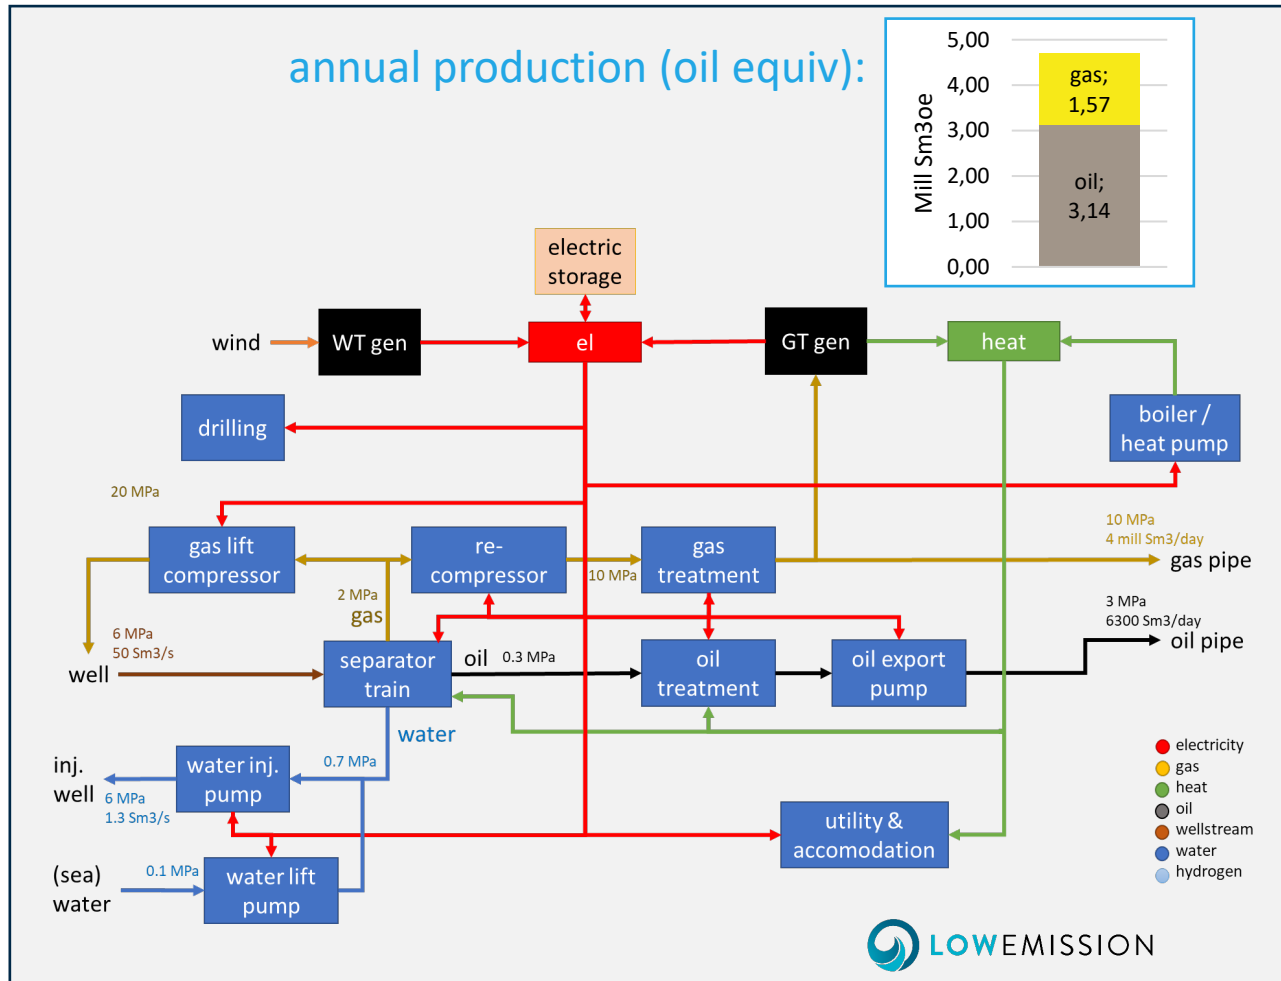 annual production (oil equiv):
5,00
4,00
3,00
2,00
1,00
0,00
Mill Sm3oe
gas;
1,57
oil;
3,14
electric
storage
wind
WT gen
el
GT gen
heat
drilling
boiler /
heat pump
20 MPa
gas lift
compressor
re-
compressor
10 MPa
gas
treatment
10 MPa
4 mill Sm3/day
gas pipe
2 MPa
gas
6 MPa
50 Sm3/s
well
separator
train
oil
0.3 MPa
oil
treatment
oil export
pump
3 MPa
6300 Sm3/day
oil pipe
water
inj.
well
6 MPa
1.3 Sm3/s
water inj.
pump
0.7 MPa
(sea)
water
0.1 MPa
water lift
pump
utility &
accomodation
electricity
gas
heat
oil
wellstream
water
hydrogen
LOWEMISSION